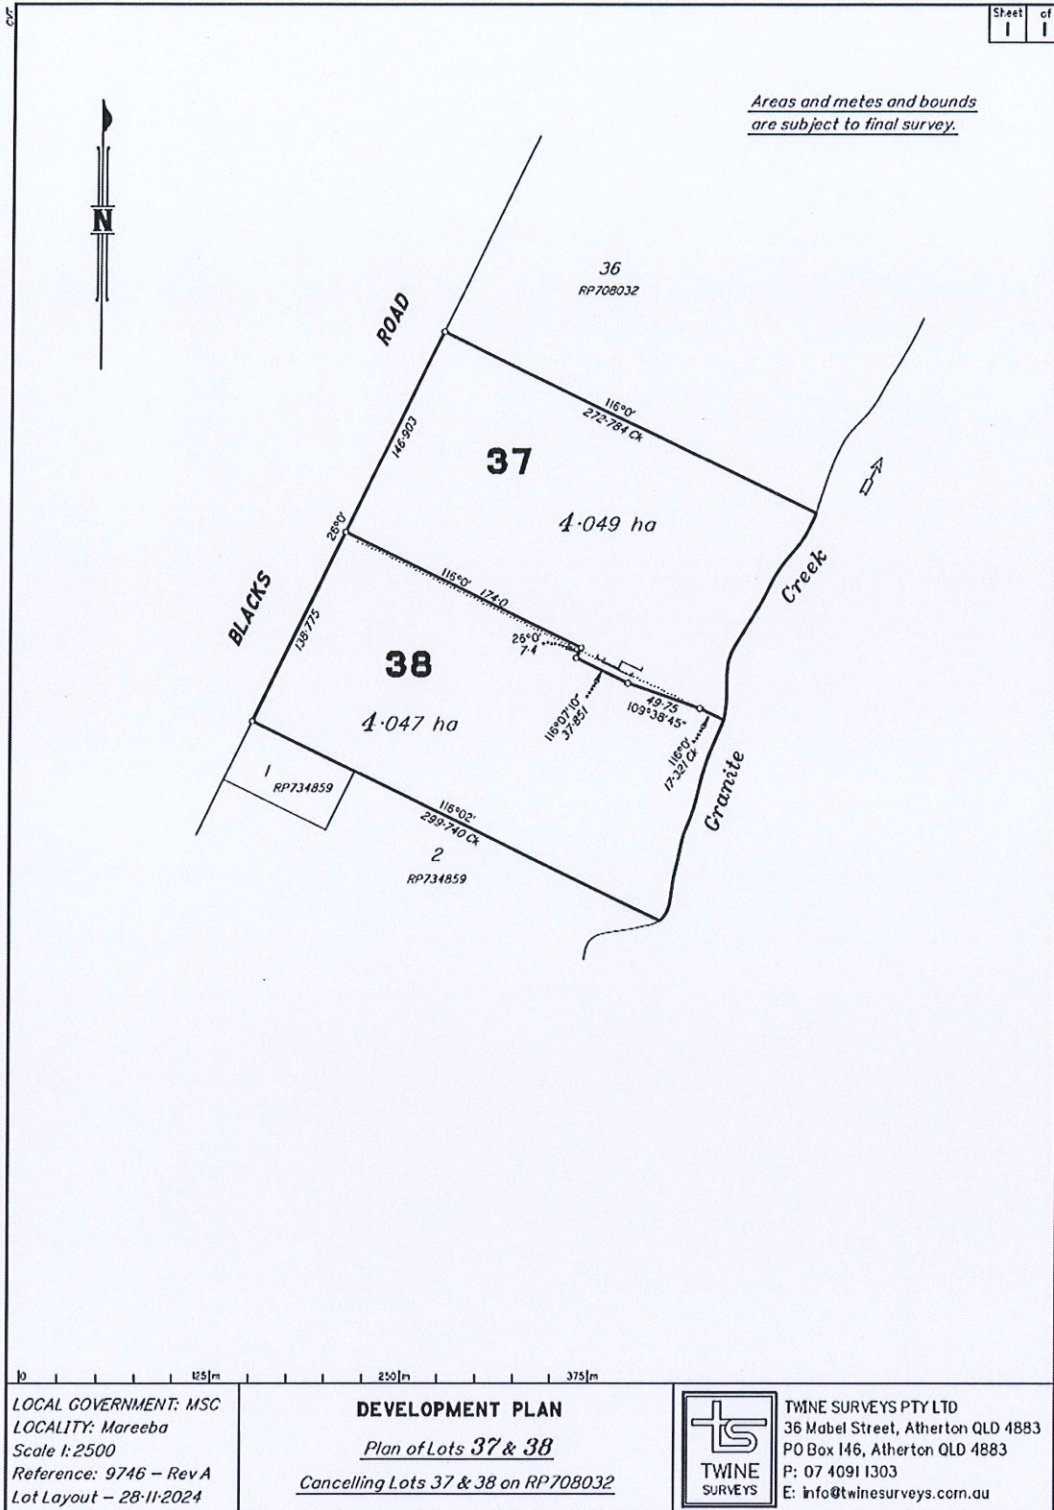 Sheet of
1 1
Areas and metes and bounds
are subject to final survey.
N
36
RP708032
ROAD
116°0'
272·784 Ck
146·903
37
4·049 ha
26°0'
Creek
BLACKS
116°0' 174·0
138·775
26°0'
7·4
38
4·047 ha
116°07'10"
37·851
49·75
109°38'45"
116°0'
17·321 Ck
Granite
1
RP734859
116°02'
299·740 Ck
2
RP734859
0 125m 250m 375m
LOCAL GOVERNMENT: MSC
LOCALITY: Mareeba
Scale 1:2500
Reference: 9746 – Rev A
Lot Layout – 28·11·2024
DEVELOPMENT PLAN
Plan of Lots 37 & 38
Cancelling Lots 37 & 38 on RP708032
ts
TWINE
SURVEYS
TWINE SURVEYS PTY LTD
36 Mabel Street, Atherton QLD 4883
PO Box 146, Atherton QLD 4883
P: 07 4091 1303
E: info@twinesurveys.com.au